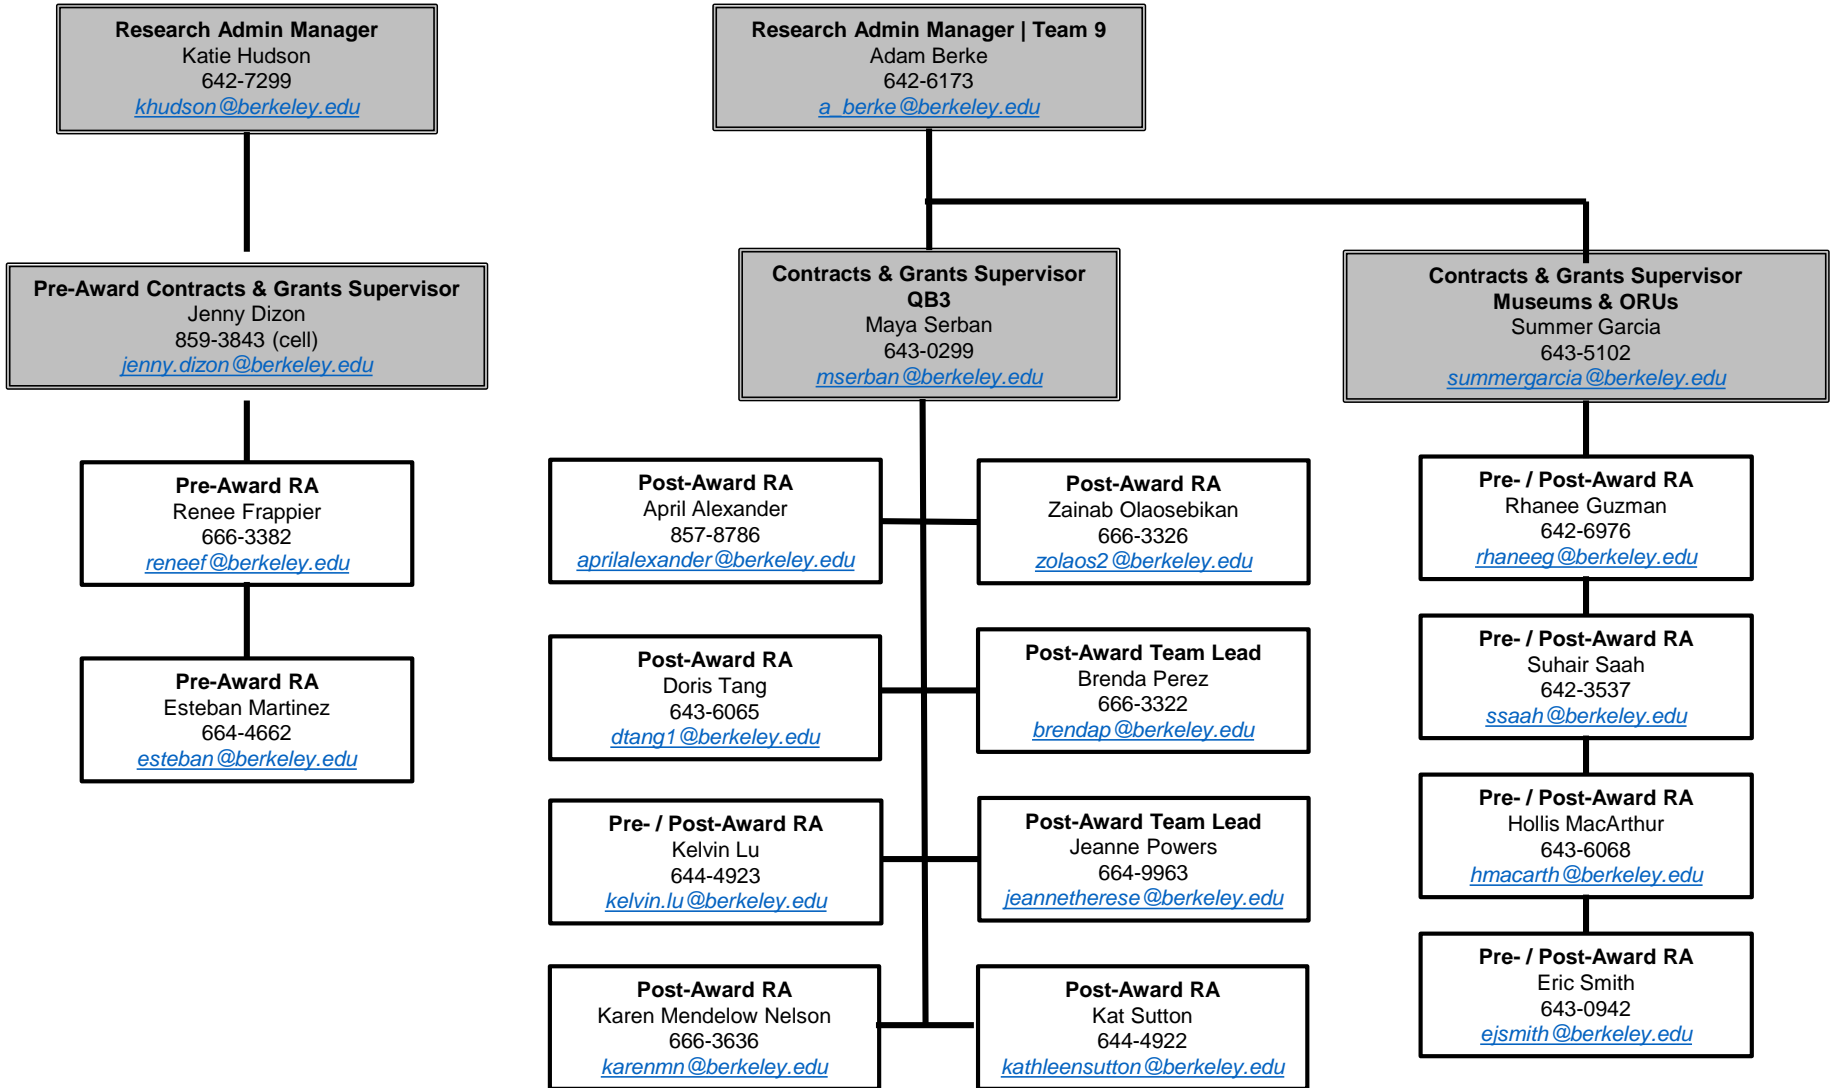 Research Admin Manager
Katie Hudson
642-7299
khudson@berkeley.edu
Research Admin Manager | Team 9
Adam Berke
642-6173
a_berke@berkeley.edu
Pre-Award Contracts & Grants Supervisor
Jenny Dizon
859-3843 (cell)
jenny.dizon@berkeley.edu
Contracts & Grants Supervisor
QB3
Maya Serban
643-0299
mserban@berkeley.edu
Contracts & Grants Supervisor
Museums & ORUs
Summer Garcia
643-5102
summergarcia@berkeley.edu
Pre-Award RA
Renee Frappier
666-3382
reneef@berkeley.edu
Post-Award RA
April Alexander
857-8786
aprilalexander@berkeley.edu
Post-Award RA
Zainab Olaosebikan
666-3326
zolaos2@berkeley.edu
Pre- / Post-Award RA
Rhanee Guzman
642-6976
rhaneeg@berkeley.edu
Pre-Award RA
Esteban Martinez
664-4662
esteban@berkeley.edu
Post-Award RA
Doris Tang
643-6065
dtang1@berkeley.edu
Post-Award Team Lead
Brenda Perez
666-3322
brendap@berkeley.edu
Pre- / Post-Award RA
Suhair Saah
642-3537
ssaah@berkeley.edu
Pre- / Post-Award RA
Kelvin Lu
644-4923
kelvin.lu@berkeley.edu
Post-Award Team Lead
Jeanne Powers
664-9963
jeannetherese@berkeley.edu
Pre- / Post-Award RA
Hollis MacArthur
643-6068
hmacarth@berkeley.edu
Post-Award RA
Karen Mendelow Nelson
666-3636
karenmn@berkeley.edu
Post-Award RA
Kat Sutton
644-4922
kathleensutton@berkeley.edu
Pre- / Post-Award RA
Eric Smith
643-0942
ejsmith@berkeley.edu